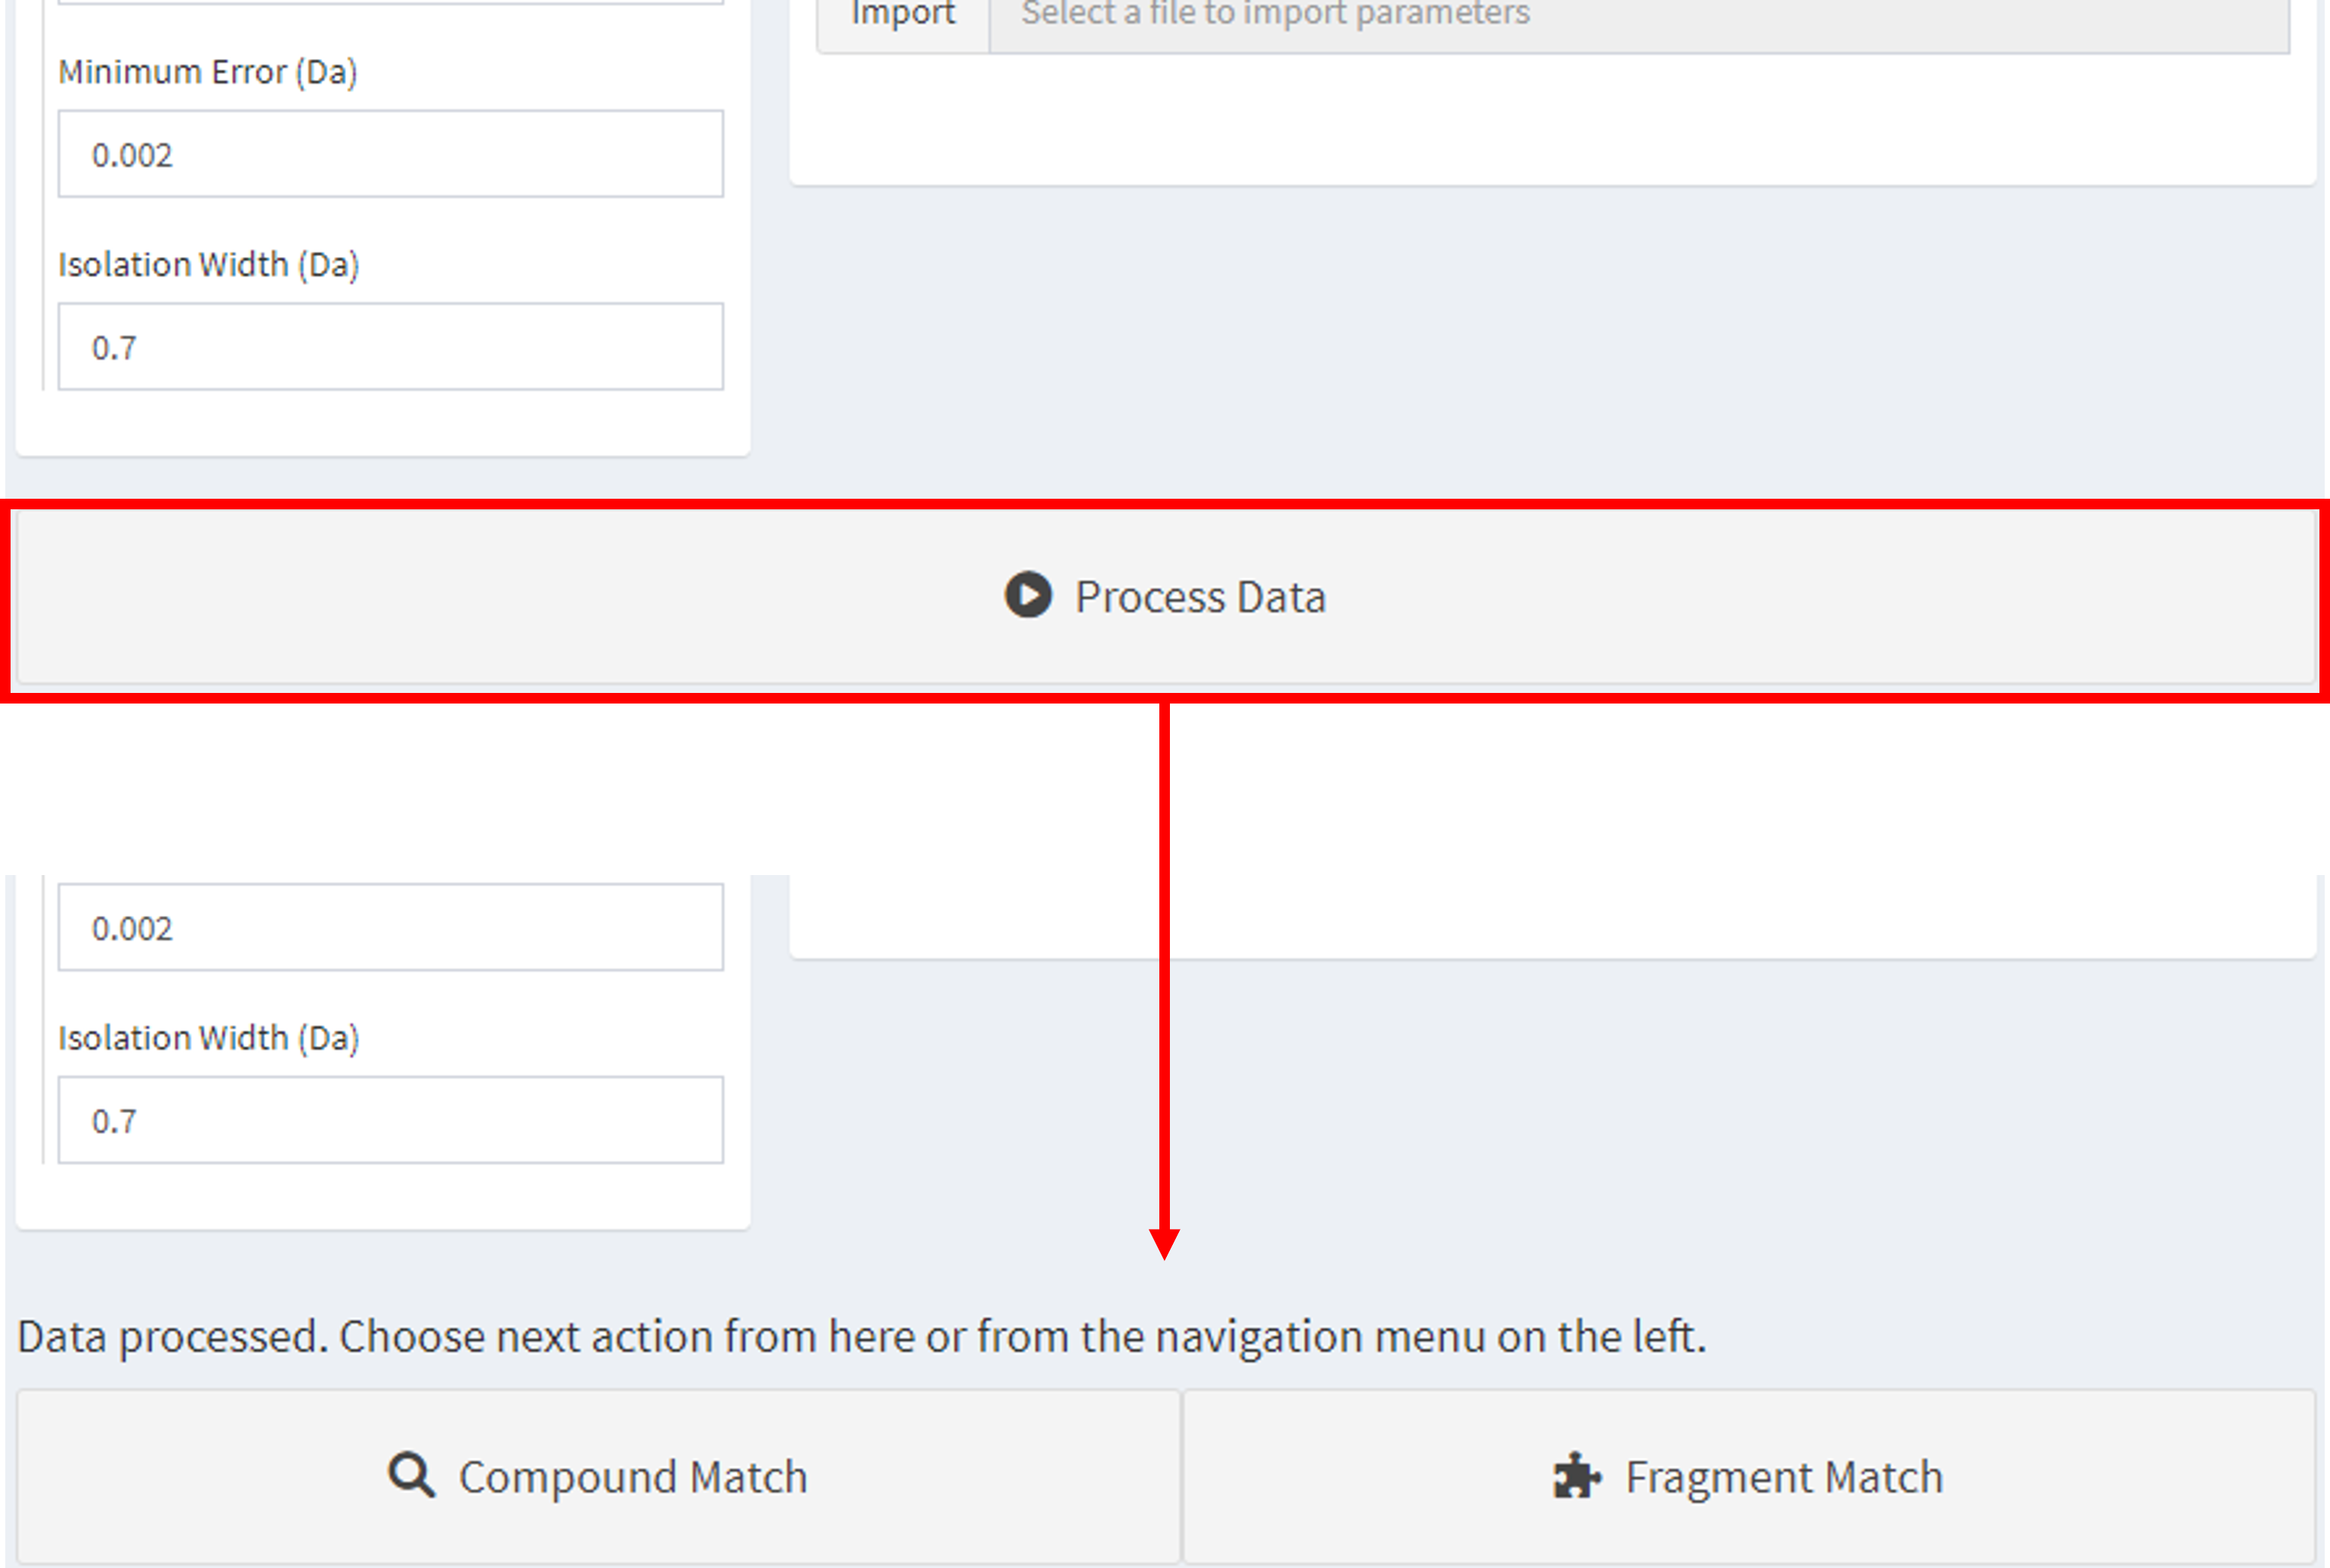 Import Select a file to import parameters
Minimum Error (Da)
0.002
Isolation Width (Da)
0.7
Process Data
0.002
Isolation Width (Da)
0.7
Data processed. Choose next action from here or from the navigation menu on the left.
Compound Match
Fragment Match